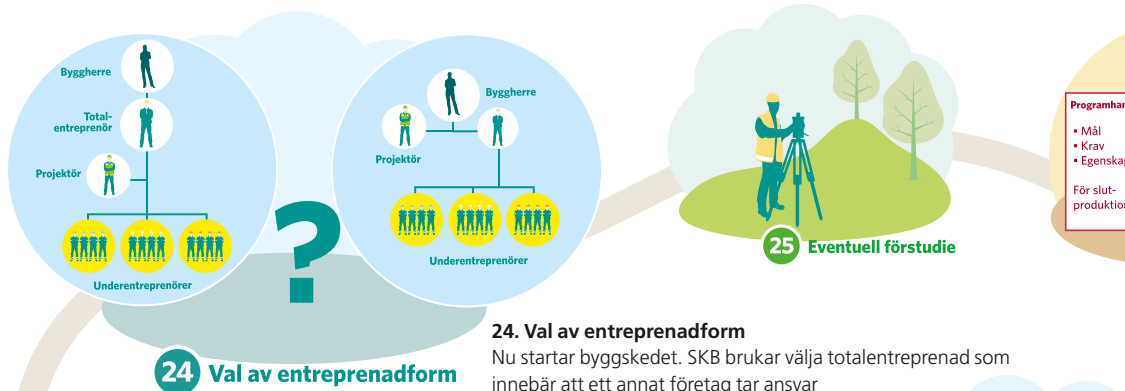 Byggherre
Total-
entreprenör
Projektör
Underentreprenörer
?
Byggherre
Projektör
Underentreprenörer
24 Val av entreprenadform
25 Eventuell förstudie
• Mål
• Krav
För slut-
24. Val av entreprenadform
Nu startar byggskedet. SKB brukar välja totalentreprenad som
innebär att ett annat företag tar ansvar